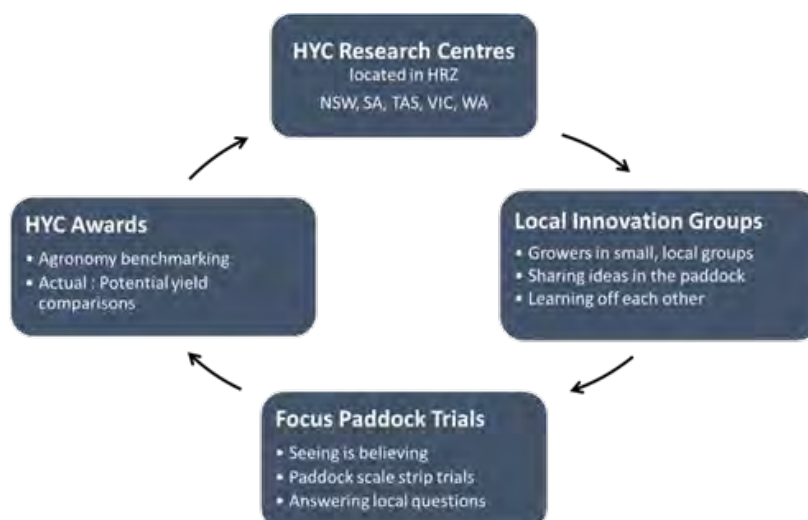 HYC Research Centres
located in HRZ
NSW, SA, TAS, VIC, WA
Local Innovation Groups
• Growers in small, local groups
• Sharing ideas in the paddock
• Learning off each other
Focus Paddock Trials
• Seeing is believing
• Paddock scale strip trials
• Answering local questions
HYC Awards
• Agronomy benchmarking
• Actual : Potential yield
comparisons